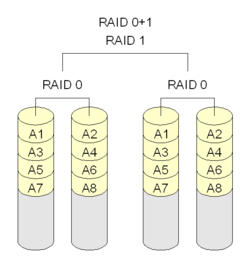 RAID 0+1
RAID 1
RAID 0 RAID 0
A1 A2 A1 A2
A3 A4 A3 A4
A5 A6 A5 A6
A7 A8 A7 A8